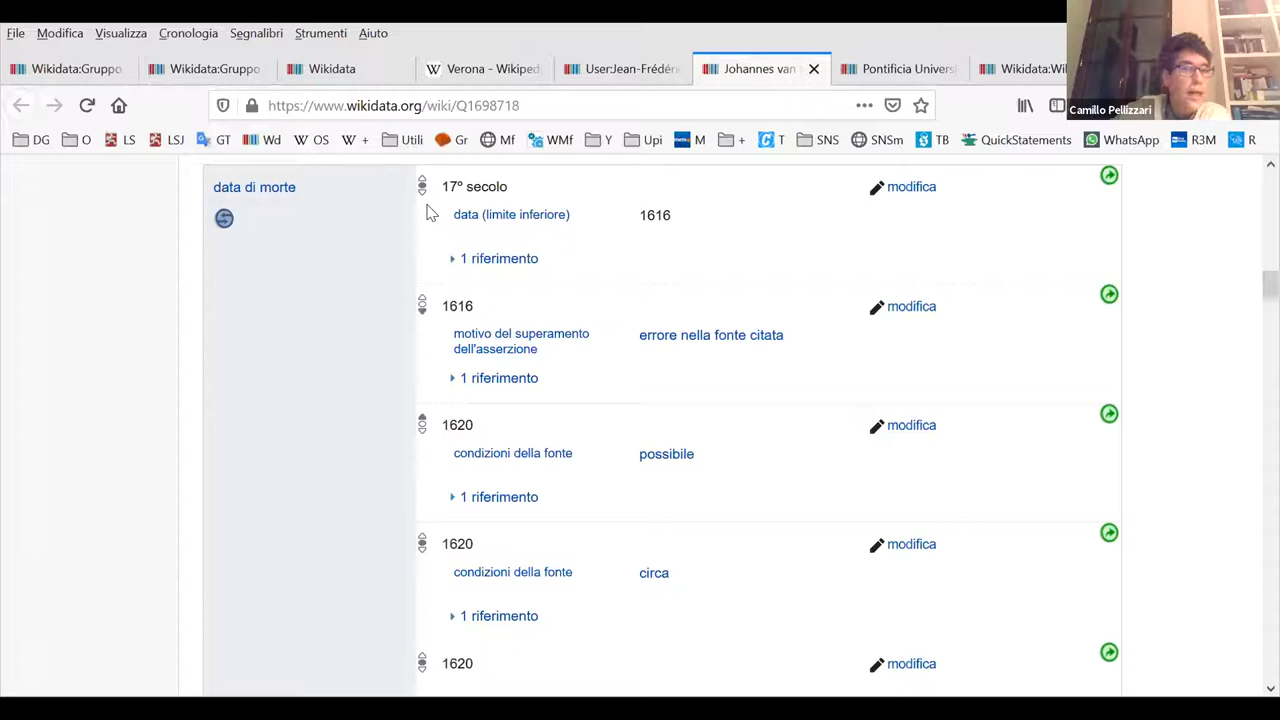 File Modifica Visualizza Cronologia Segnalibri Strumenti Aiuto
Wikidata:Gruppo Wikidata:Gruppo Wikidata Verona - Wikiped User:Jean-Frédéric Johannes van Pontificia Univers Wikidata:Wi
https://www.wikidata.org/wiki/Q1698718
Camillo Pellizzari
DG O LS LSJ GT Wd OS + Utili G Mf WMf Y Upi M + T SNS SNSm TB QuickStatements WhatsApp R3M R
data di morte
17º secolo modifica
data (limite inferiore) 1616
1 riferimento
1616 modifica
motivo del superamento
dell'asserzione
errore nella fonte citata
1 riferimento
1620 modifica
condizioni della fonte possibile
1 riferimento
1620 modifica
condizioni della fonte circa
1 riferimento
1620 modifica